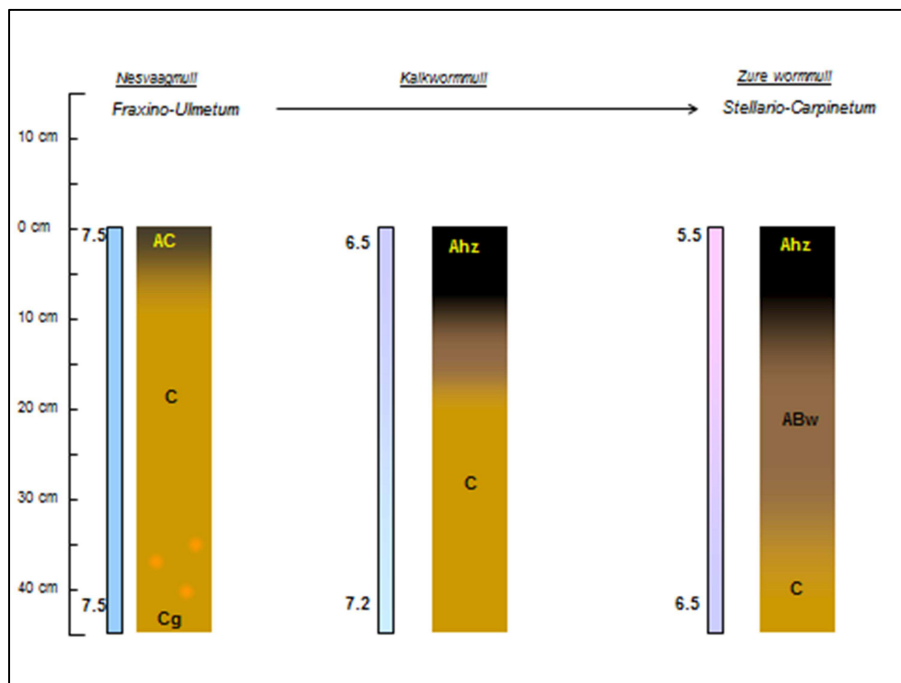 Nesvaagmull
Kalkwormmull
Zure wormmull
Fraxino-Ulmetum
Stellario-Carpinetum
10 cm
0 cm
7.5
AC
6.5
Ahz
5.5
Ahz
10 cm
C
20 cm
ABw
C
30 cm
40 cm
C
7.5
7.2
6.5
Cg